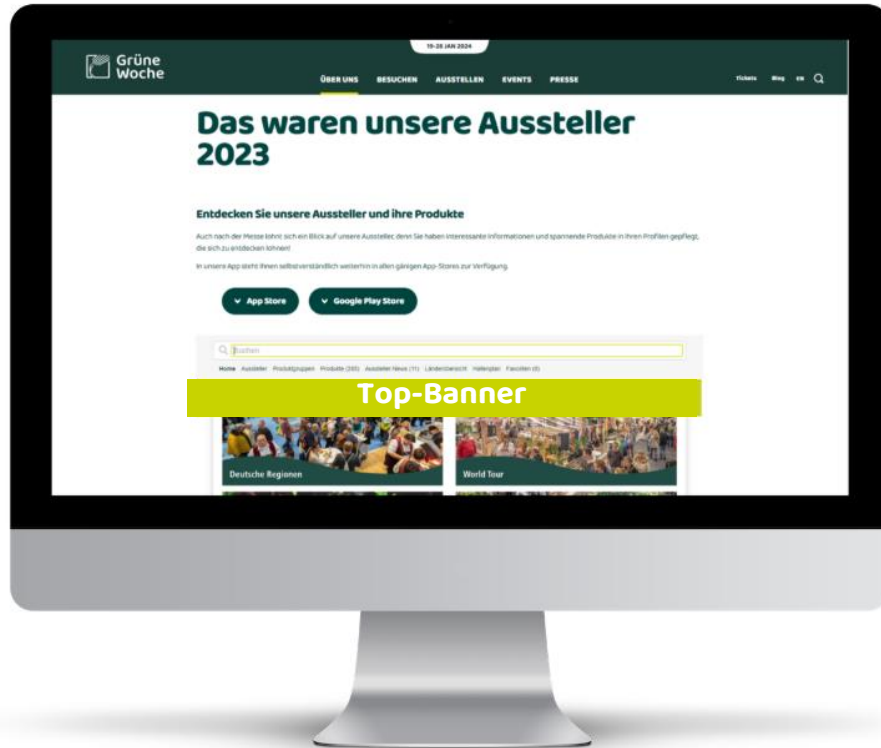 19-28 JAN 2024
Grüne
Woche
ÜBER UNS BESUCHEN AUSSTELLEN EVENTS PRESSE
Tickets Blog EN
Das waren unsere Aussteller
2023
Entdecken Sie unsere Aussteller und ihre Produkte
Auch nach der Messe lohnt sich ein Blick auf unsere Aussteller, denn Sie haben interessante Informationen und spannende Produkte in ihren Profilen gepflegt,
die sich zu entdecken lohnen!
In unsere App steht Ihnen selbstverständlich weiterhin in allen gänigen App-Stores zur Verfügung.
App Store Google Play Store
Suchen
Home Aussteller Produktgruppen Produkte (200) Aussteller News (11) Länderübersicht Hallenplan Favoriten (0)
Top-Banner
Deutsche Regionen World Tour